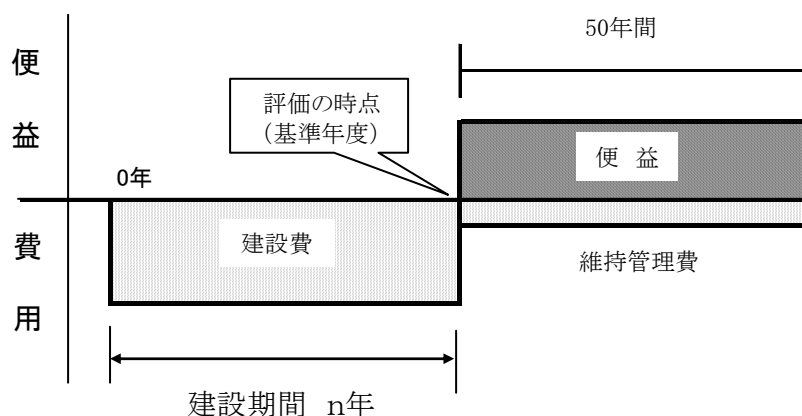 50年間
便
益
評価の時点
(基準年度)
便 益
0年
建設費
費
用
維持管理費
建設期間 n年